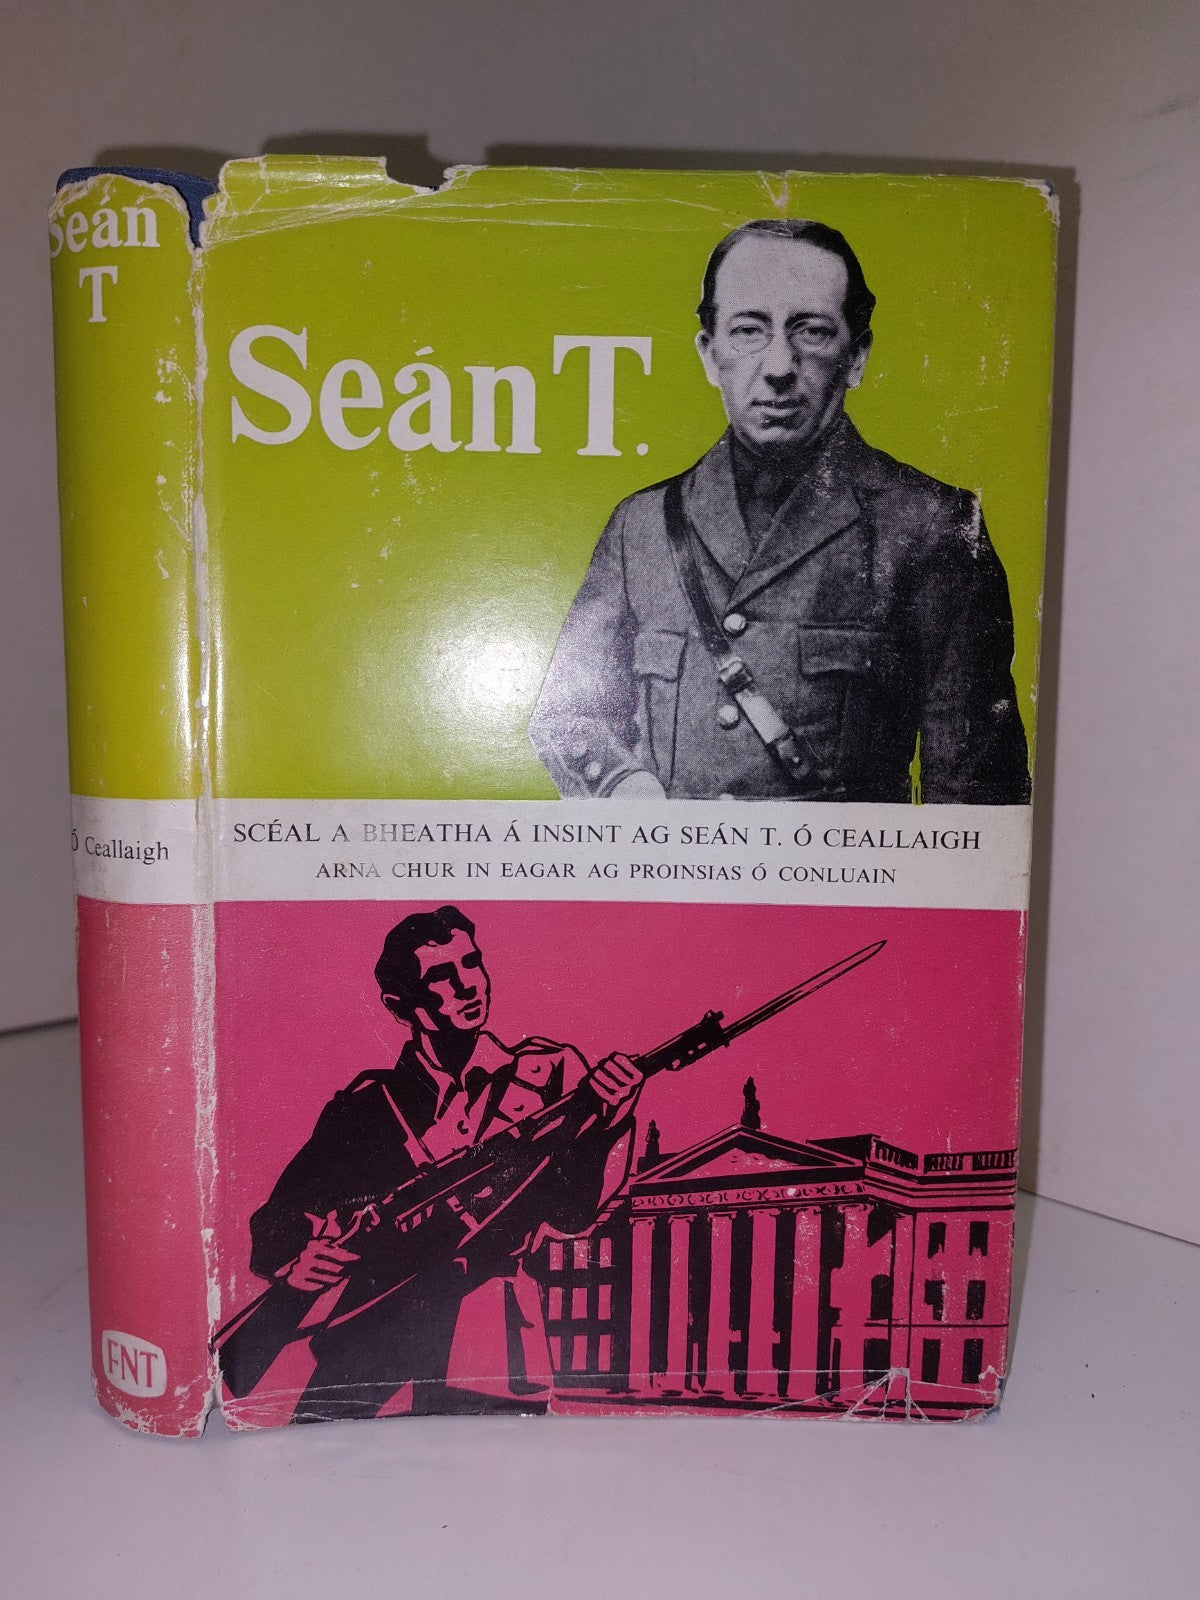 Seán
T
Ó Ceallaigh
FNT
Seán T.
SCÉAL A BHEATHA Á INSINT AG SEÁN T. Ó CEALLAIGH
ARNA CHUR IN EAGAR AG PROINSIAS Ó CONLUAIN